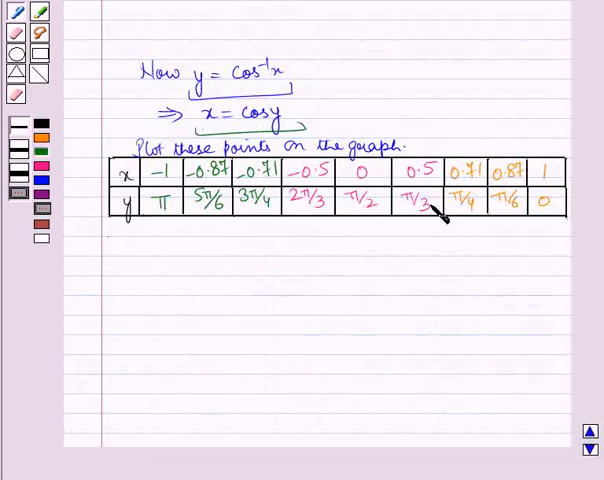 Now y = cos⁻¹x
⇒ x = cosy
Plot these points on the graph.
x -1 -0.87 -0.71 -0.5 0 0.5 0.71 0.87 1
y π 5π/6 3π/4 2π/3 π/2 π/3 π/4 π/6 0